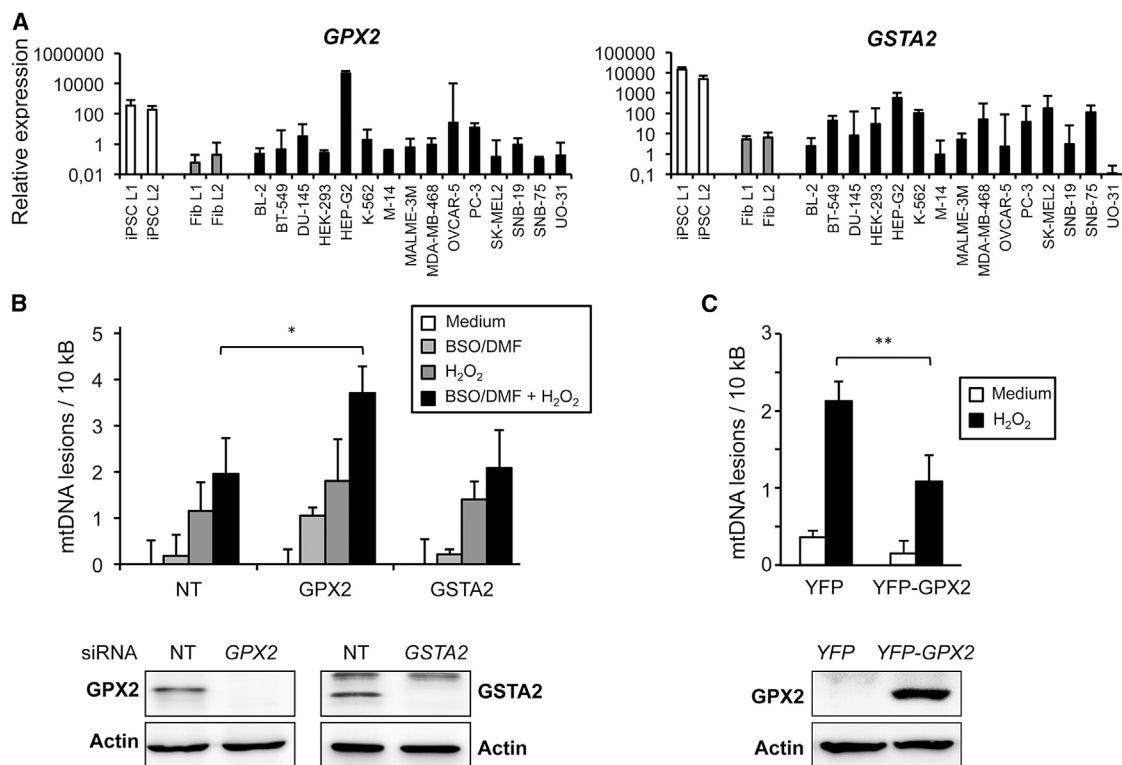 A
GPX2
GSTA2
Relative expression
1000000
10000
100
1
0,01
iPSC L1
iPSC L2
Fib L1
Fib L2
BL-2
BT-549
DU-145
HEK-293
HEP-G2
K-562
M-14
MALME-3M
MDA-MB-468
OVCAR-5
PC-3
SK-MEL2
SNB-19
SNB-75
UO-31
100000
10000
1000
100
10
1
0,1
iPSC L1
iPSC L2
Fib L1
Fib L2
BL-2
BT-549
DU-145
HEK-293
HEP-G2
K-562
M-14
MALME-3M
MDA-MB-468
OVCAR-5
PC-3
SK-MEL2
SNB-19
SNB-75
UO-31
B
mtDNA lesions / 10 kB
5
4
3
2
1
0
*
Medium
BSO/DMF
H₂O₂
BSO/DMF + H₂O₂
NT
GPX2
GSTA2
siRNA
NT
GPX2
NT
GSTA2
GPX2
GSTA2
Actin
Actin
C
mtDNA lesions / 10 kB
3
2
1
0
**
Medium
H₂O₂
YFP
YFP-GPX2
YFP
YFP-GPX2
GPX2
Actin